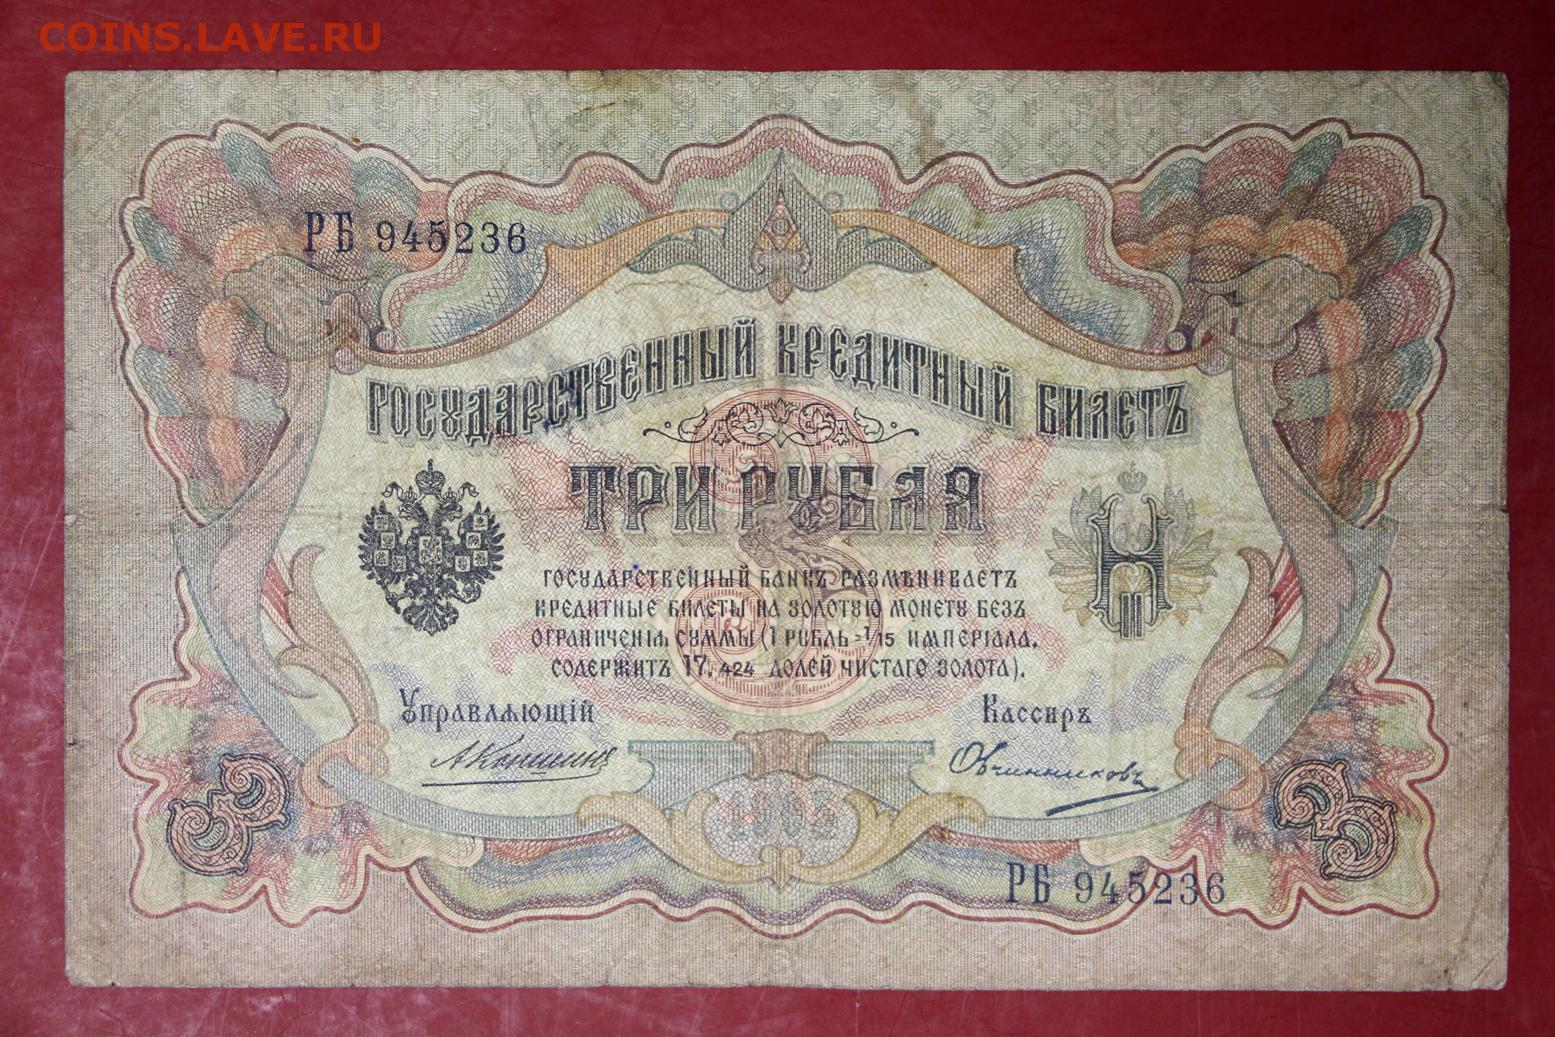 COINS.LAVE.RU
РБ 945236
ГОСУДАРСТВЕННЫЙ КРЕДИТНЫЙ БИЛЕТЪ
ТРИ РУБЛЯ
ГОСУДАРСТВЕННЫЙ БАНКЪ РАЗМѢНИВАЕТЪ
КРЕДИТНЫЕ БИЛЕТЫ НА ЗОЛОТУЮ МОНЕТУ БЕЗЪ
ОГРАНИЧЕНІЯ СУММЫ (1 РУБЛЬ = 1/15 ИМПЕРІАЛА,
СОДЕРЖИТЪ 17,424 ДОЛЕЙ ЧИСТАГО ЗОЛОТА).
Управляющій
Кассиръ
АКоншинъ
Овчинниковъ
3
1905
3
РБ 945236